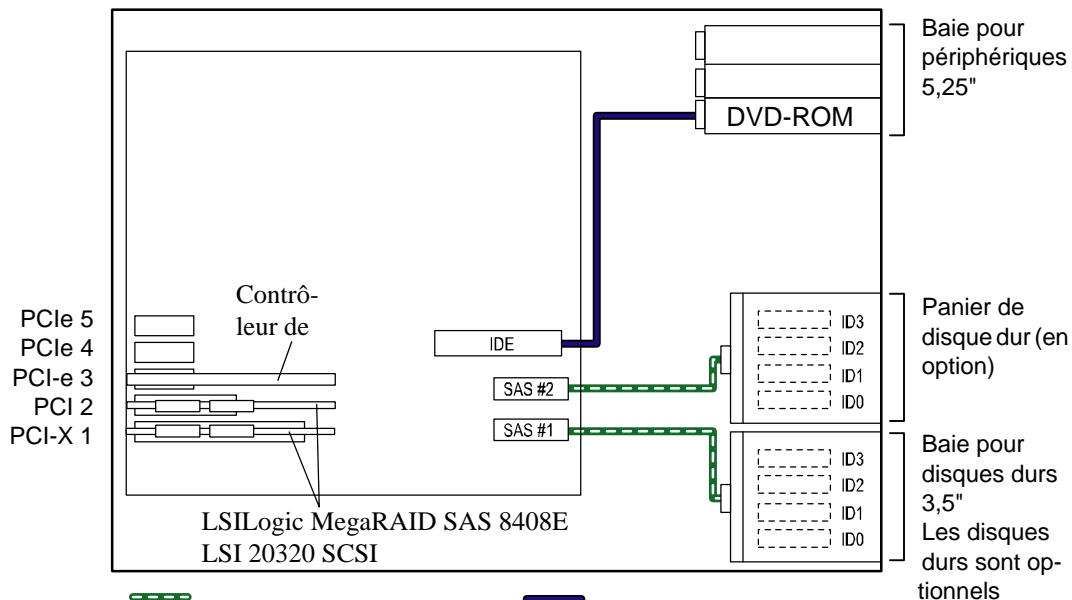 Baie pour
périphériques
5,25"
DVD-ROM
Contrô-
leur de
PCIe 5
PCIe 4
PCI-e 3
PCI 2
PCI-X 1
IDE
SAS #2
SAS #1
ID3
ID2
ID1
ID0
Panier de
disque dur (en
option)
ID3
ID2
ID1
ID0
Baie pour
disques durs
3,5"
Les disques
durs sont op-
tionnels
LSILogic MegaRAID SAS 8408E
LSI 20320 SCSI